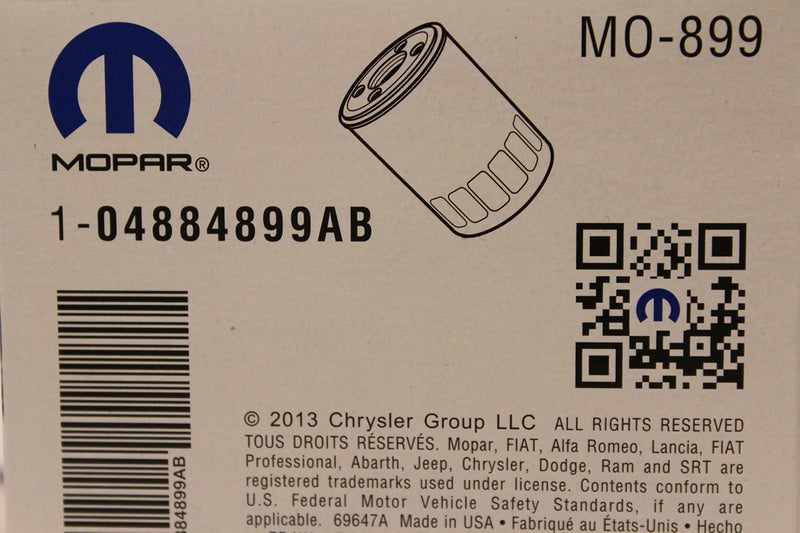 MO-899
MOPAR®
1-04884899AB
84899AB
© 2013 Chrysler Group LLC ALL RIGHTS RESERVED
TOUS DROITS RÉSERVÉS. Mopar, FIAT, Alfa Romeo, Lancia, FIAT
Professional, Abarth, Jeep, Chrysler, Dodge, Ram and SRT are
registered trademarks used under license. Contents conform to
U.S. Federal Motor Vehicle Safety Standards, if any are
applicable. 69647A Made in USA • Fabriqué au États-Unis • Hecho